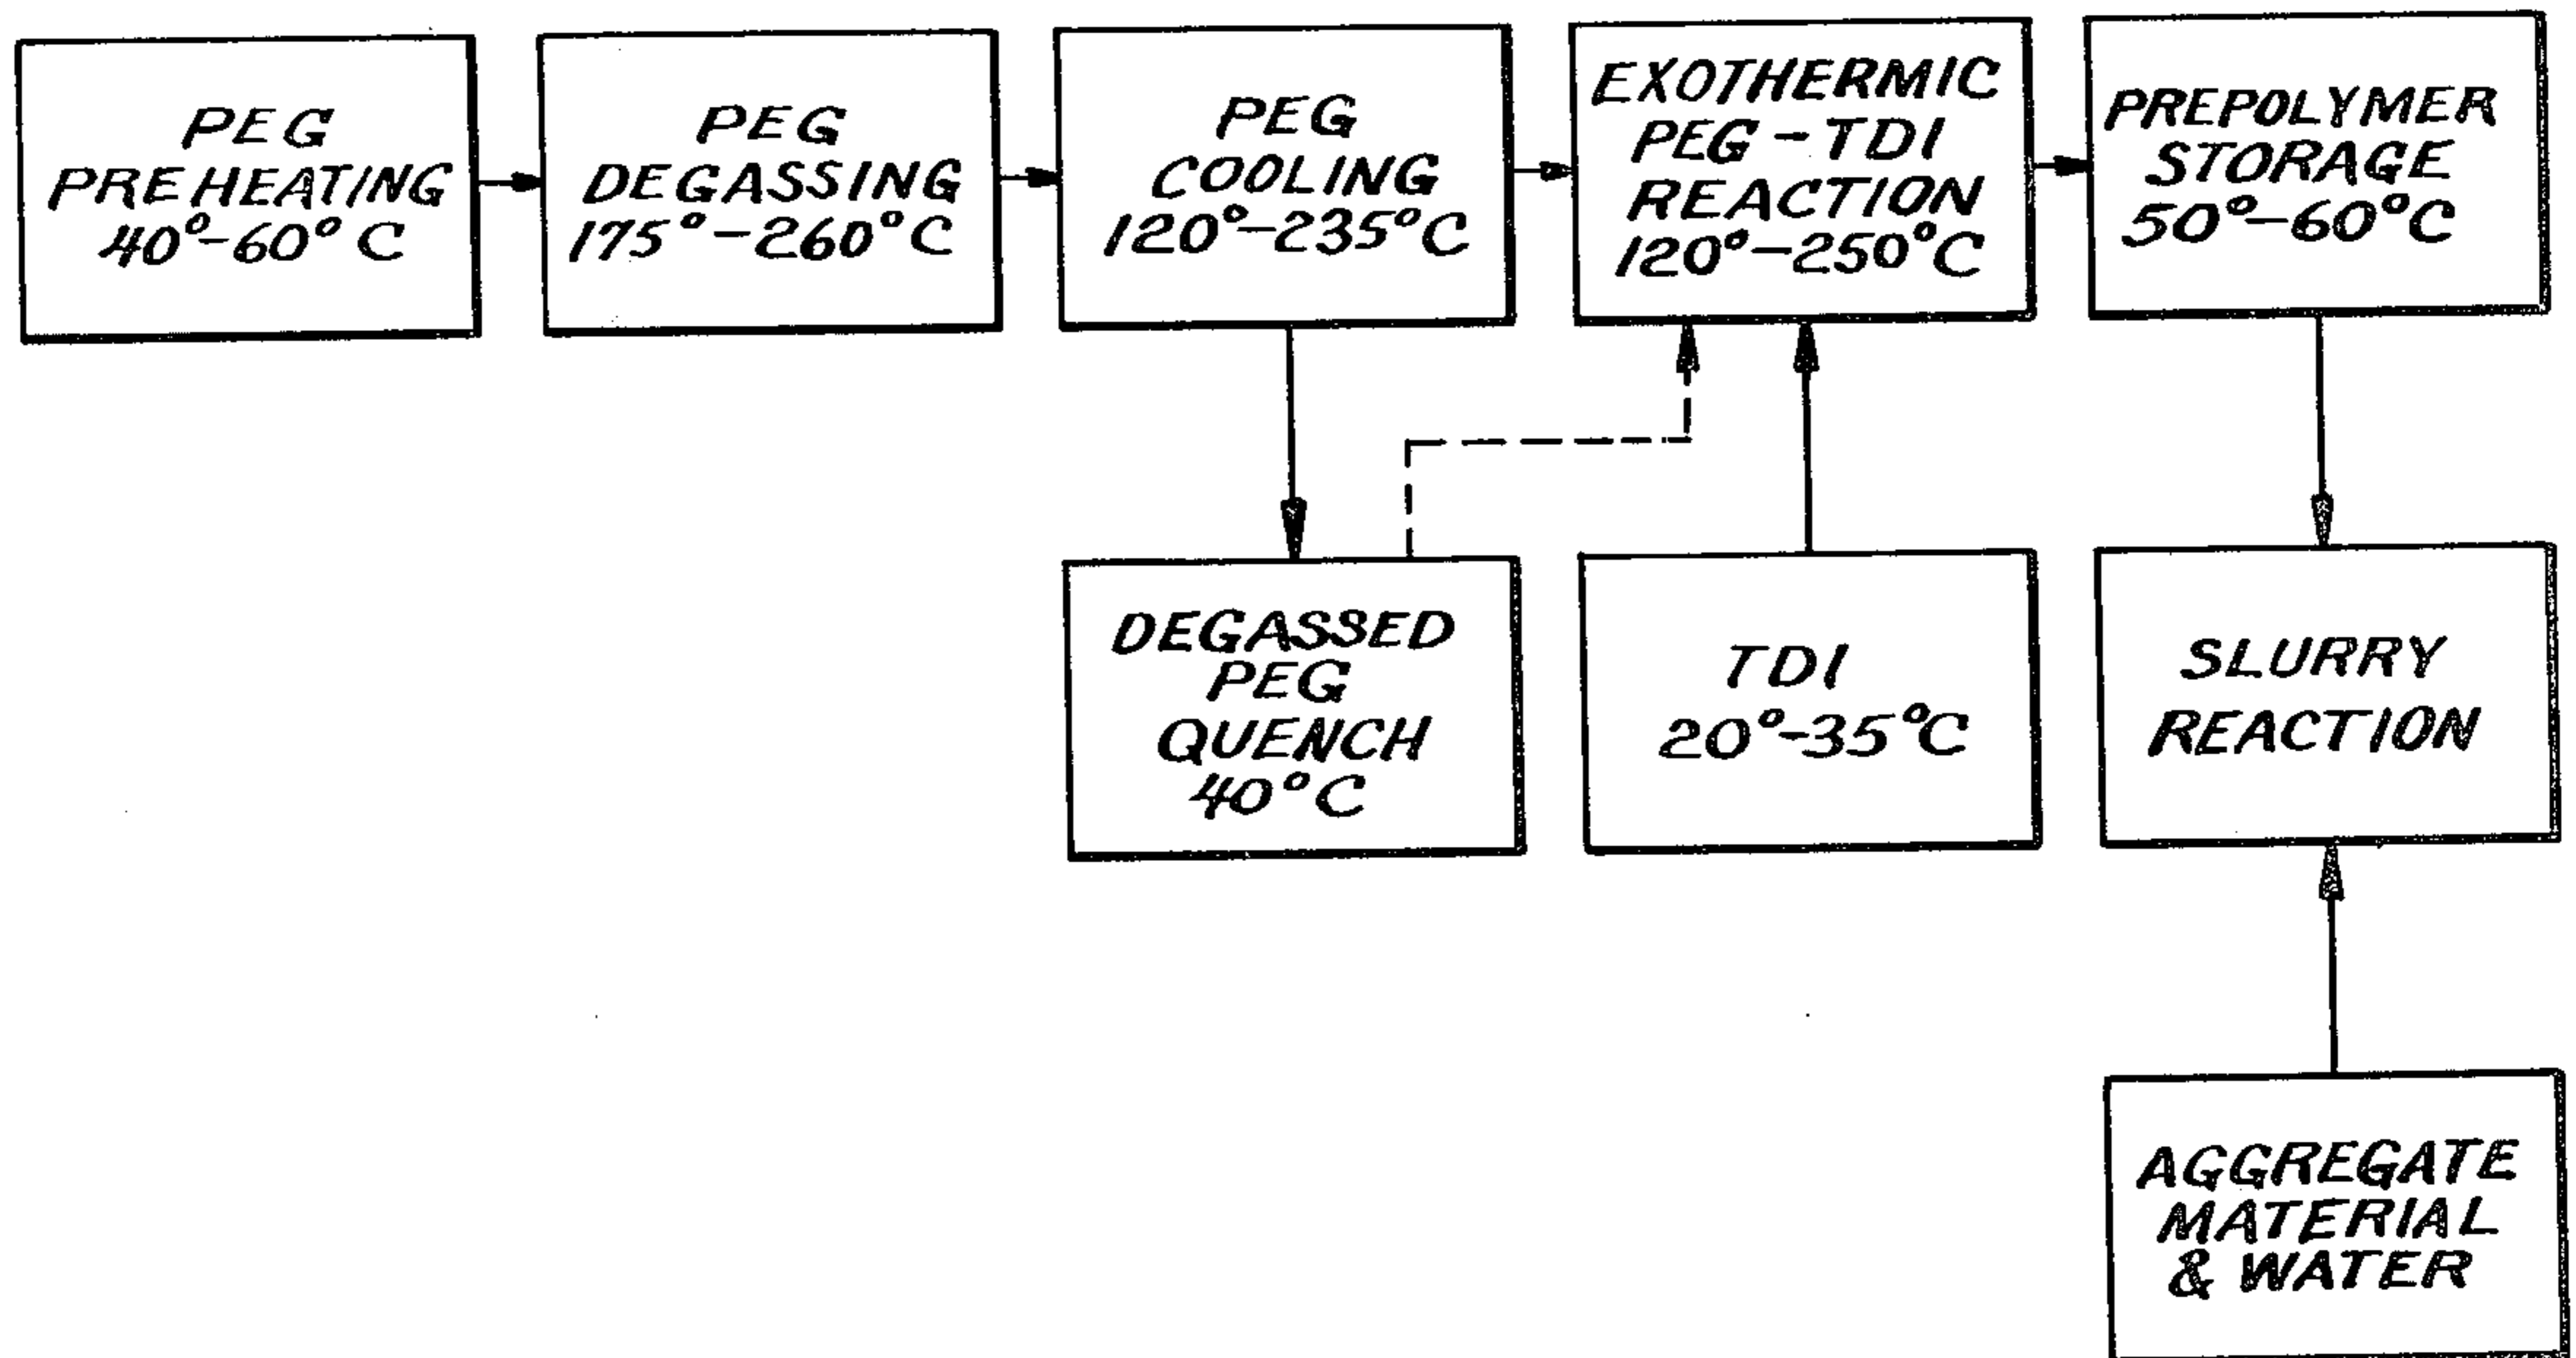 PEG
PREHEATING
40°-60°C
PEG
DEGASSING
175°-260°C
PEG
COOLING
120°-235°C
EXOTHERMIC
PEG-TDI
REACTION
120°-250°C
PREPOLYMER
STORAGE
50°-60°C
DEGASSED
PEG
QUENCH
40°C
TDI
20°-35°C
SLURRY
REACTION
AGGREGATE
MATERIAL
& WATER